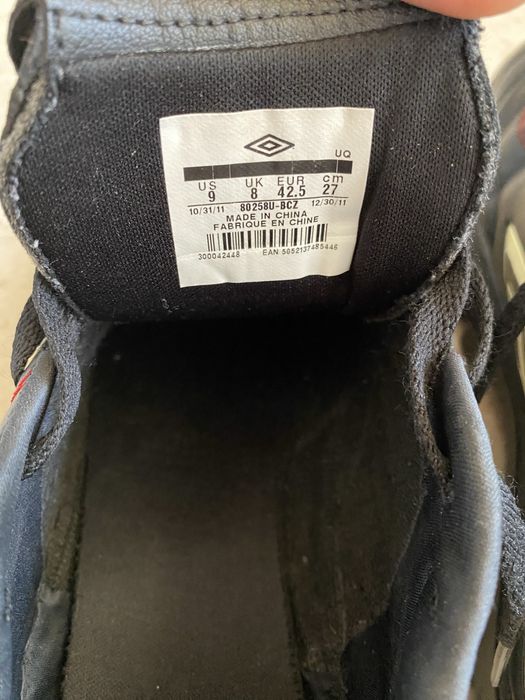 UQ
US UK EUR cm
9 8 42.5 27
10/31/11 80258U-BCZ 12/30/11
MADE IN CHINA
FABRIQUE EN CHINE
300042448 EAN 5052137485446